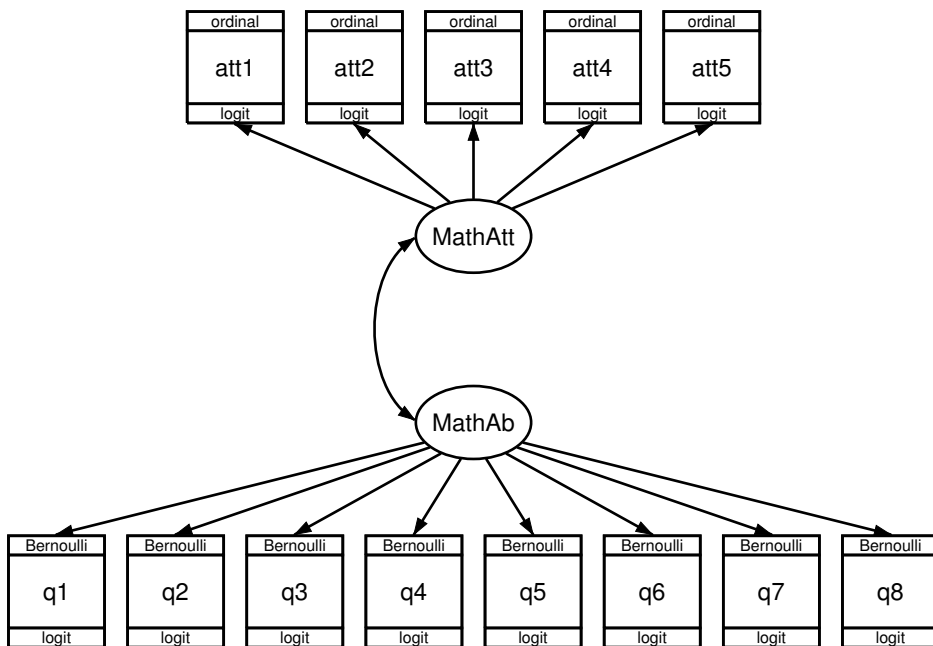 ordinal ordinal ordinal ordinal ordinal
att1 att2 att3 att4 att5
logit logit logit logit logit
MathAtt
MathAb
Bernoulli Bernoulli Bernoulli Bernoulli Bernoulli Bernoulli Bernoulli Bernoulli
q1 q2 q3 q4 q5 q6 q7 q8
logit logit logit logit logit logit logit logit